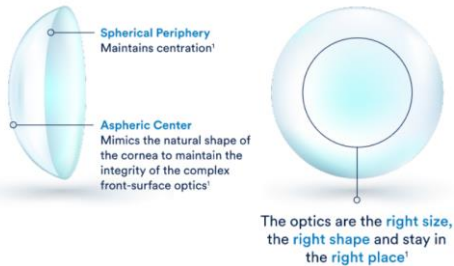 Spherical Periphery
Maintains centration¹
Aspheric Center
Mimics the natural shape of
the cornea to maintain the
integrity of the complex
front-surface optics¹
The optics are the right size,
the right shape and stay in
the right place¹